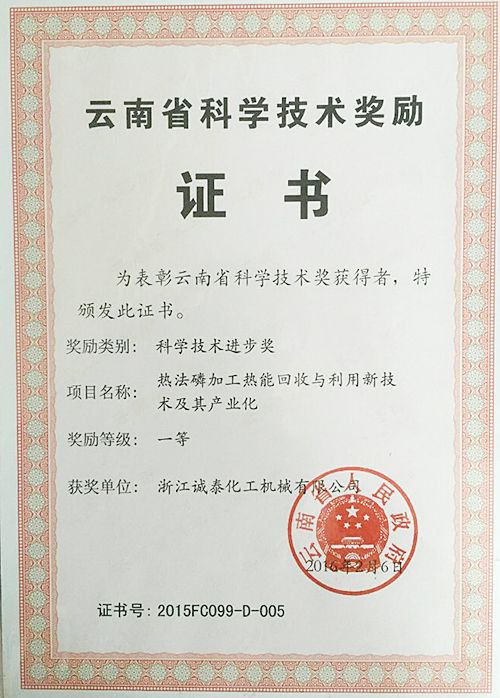 云南省科学技术奖励
证 书
为表彰云南省科学技术奖获得者，特
颁发此证书。
奖励类别： 科学技术进步奖
项目名称： 热法磷加工热能回收与利用新技
术及其产业化
奖励等级： 一等
获奖单位： 浙江诚泰化工机械有限公司
云南省人民政府
2016年2月6日
证书号: 2015FC099-D-005